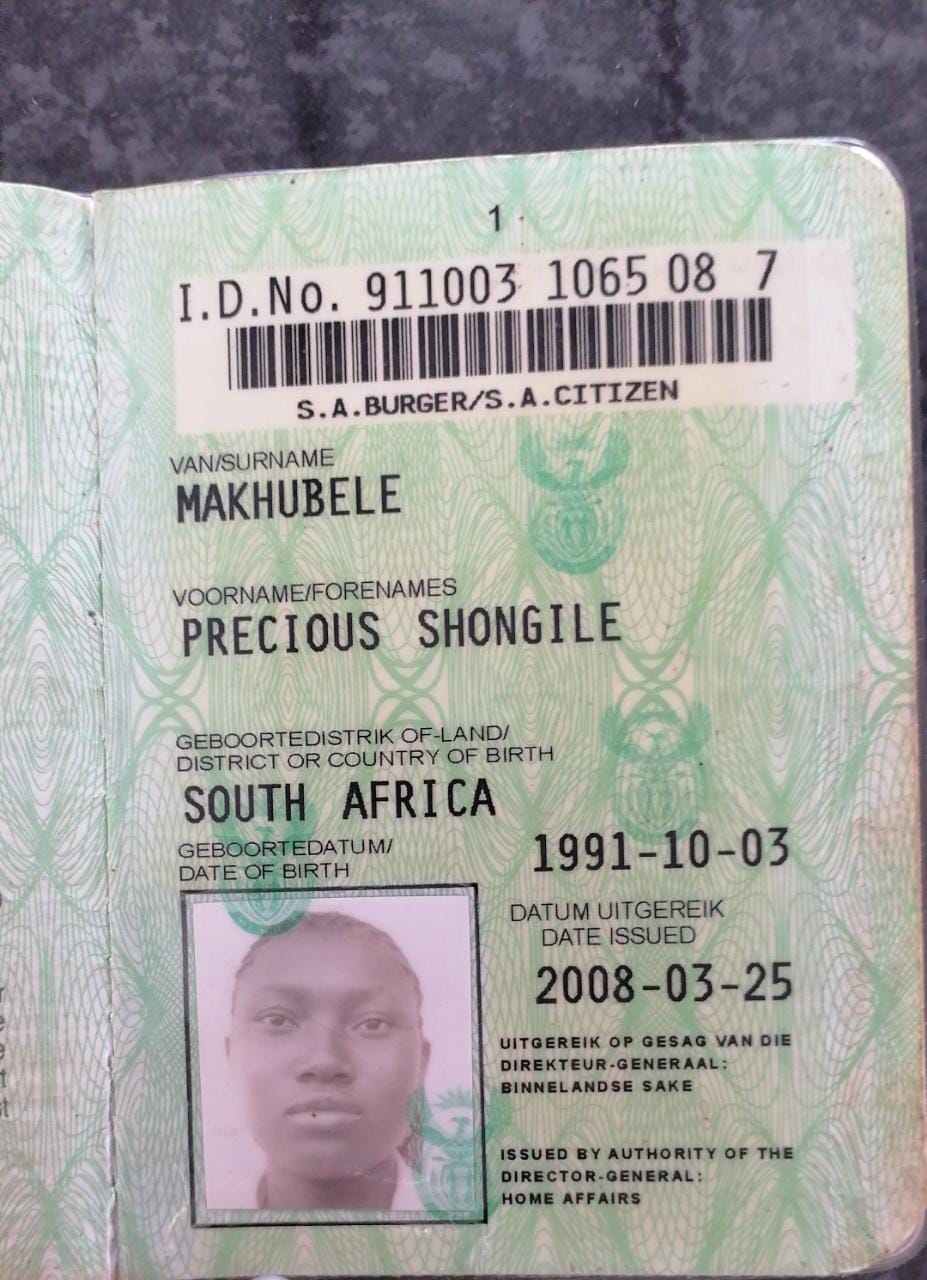 1
I.D.No. 911003 1065 08 7
S.A.BURGER/S.A.CITIZEN
VAN/SURNAME
MAKHUBELE
VOORNAME/FORENAMES
PRECIOUS SHONGILE
GEBOORTEDISTRIK OF-LAND/
DISTRICT OR COUNTRY OF BIRTH
SOUTH AFRICA
GEBOORTEDATUM/
DATE OF BIRTH
1991-10-03
DATUM UITGEREIK
DATE ISSUED
2008-03-25
UITGEREIK OP GESAG VAN DIE
DIREKTEUR-GENERAAL:
BINNELANDSE SAKE
ISSUED BY AUTHORITY OF THE
DIRECTOR-GENERAL:
HOME AFFAIRS